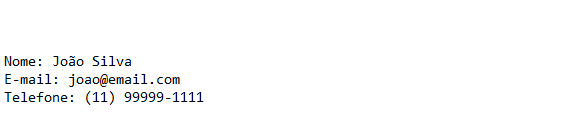 Nome: João Silva
E-mail: joao@email.com
Telefone: (11) 99999-1111